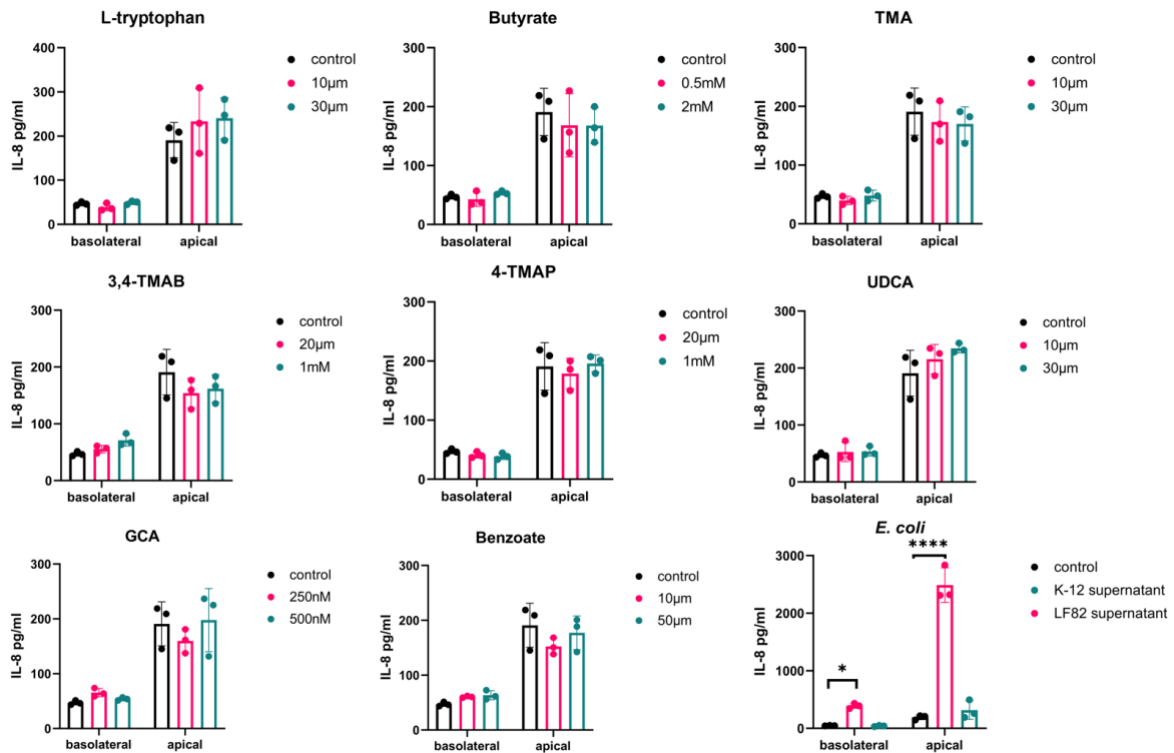 L-tryptophan
IL-8 pg/ml
400
300
200
100
0
basolateral
apical
control
10µm
30µm
Butyrate
IL-8 pg/ml
300
200
100
0
basolateral
apical
control
0.5mM
2mM
TMA
IL-8 pg/ml
300
200
100
0
basolateral
apical
control
10µm
30µm
3,4-TMAB
IL-8 pg/ml
300
200
100
0
basolateral
apical
control
20µm
1mM
4-TMAP
IL-8 pg/ml
300
200
100
0
basolateral
apical
control
20µm
1mM
UDCA
IL-8 pg/ml
300
200
100
0
basolateral
apical
control
10µm
30µm
GCA
IL-8 pg/ml
300
200
100
0
basolateral
apical
control
250nM
500nM
Benzoate
IL-8 pg/ml
300
200
100
0
basolateral
apical
control
10µm
50µm
E. coli
IL-8 pg/ml
3000
2000
1000
0
*
****
basolateral
apical
control
K-12 supernatant
LF82 supernatant